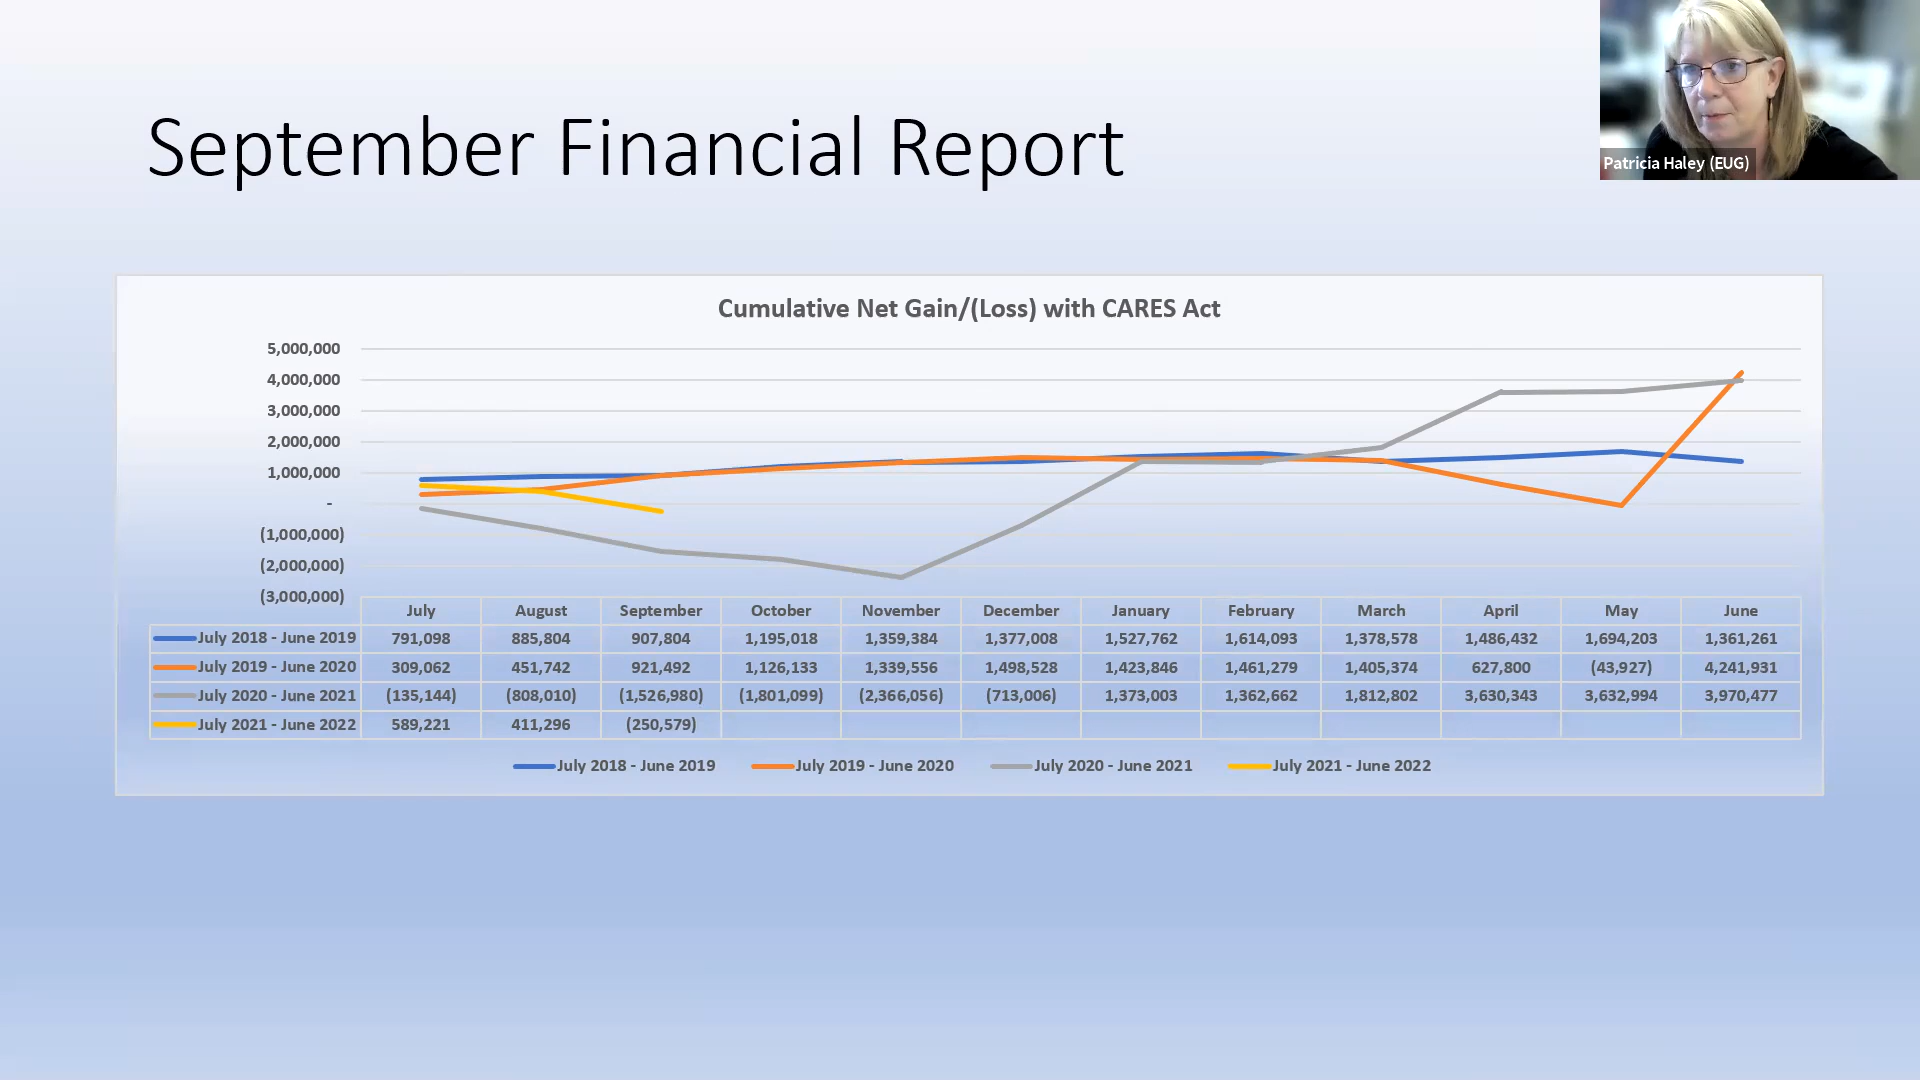 Patricia Haley (EUG)
September Financial Report
Cumulative Net Gain/(Loss) with CARES Act
5,000,000
4,000,000
3,000,000
2,000,000
1,000,000
-
(1,000,000)
(2,000,000)
(3,000,000)
July August September October November December January February March April May June
July 2018 - June 2019 791,098 885,804 907,804 1,195,018 1,359,384 1,377,008 1,527,762 1,614,093 1,378,578 1,486,432 1,694,203 1,361,261
July 2019 - June 2020 309,062 451,742 921,492 1,126,133 1,339,556 1,498,528 1,423,846 1,461,279 1,405,374 627,800 (43,927) 4,241,931
July 2020 - June 2021 (135,144) (808,010) (1,526,980) (1,801,099) (2,366,056) (713,006) 1,373,003 1,362,662 1,812,802 3,630,343 3,632,994 3,970,477
July 2021 - June 2022 589,221 411,296 (250,579)
July 2018 - June 2019 July 2019 - June 2020 July 2020 - June 2021 July 2021 - June 2022